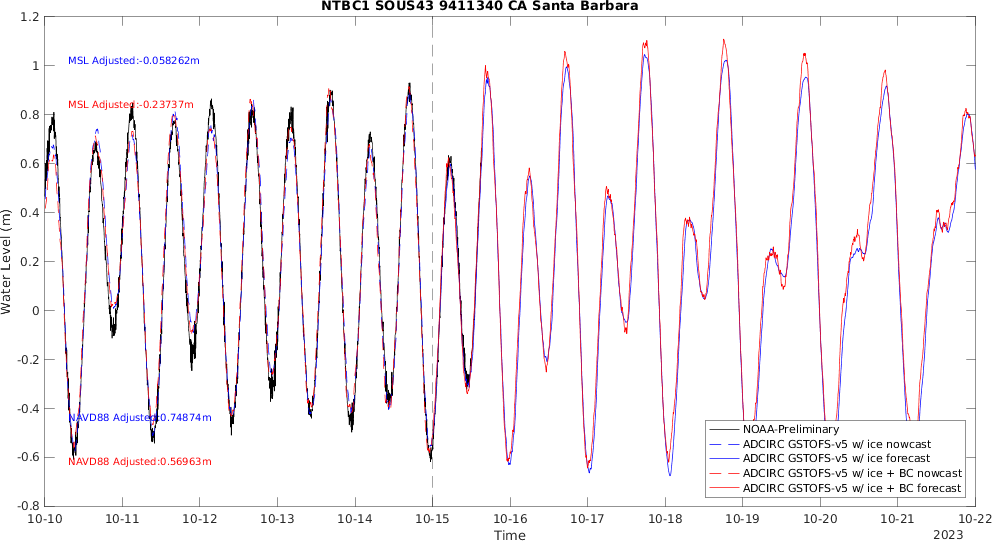 NTBC1 SOUS43 9411340 CA Santa Barbara
1.2
1
0.8
0.6
0.4
0.2
0
-0.2
-0.4
-0.6
-0.8
Water Level (m)
MSL Adjusted:-0.058262m
MSL Adjusted:-0.23737m
NAVD88 Adjusted:0.74874m
NAVD88 Adjusted:0.56963m
NOAA-Preliminary
ADCIRC GSTOFS-v5 w/ ice nowcast
ADCIRC GSTOFS-v5 w/ ice forecast
ADCIRC GSTOFS-v5 w/ ice + BC nowcast
ADCIRC GSTOFS-v5 w/ ice + BC forecast
10-10 10-11 10-12 10-13 10-14 10-15 10-16 10-17 10-18 10-19 10-20 10-21 10-22
Time
2023